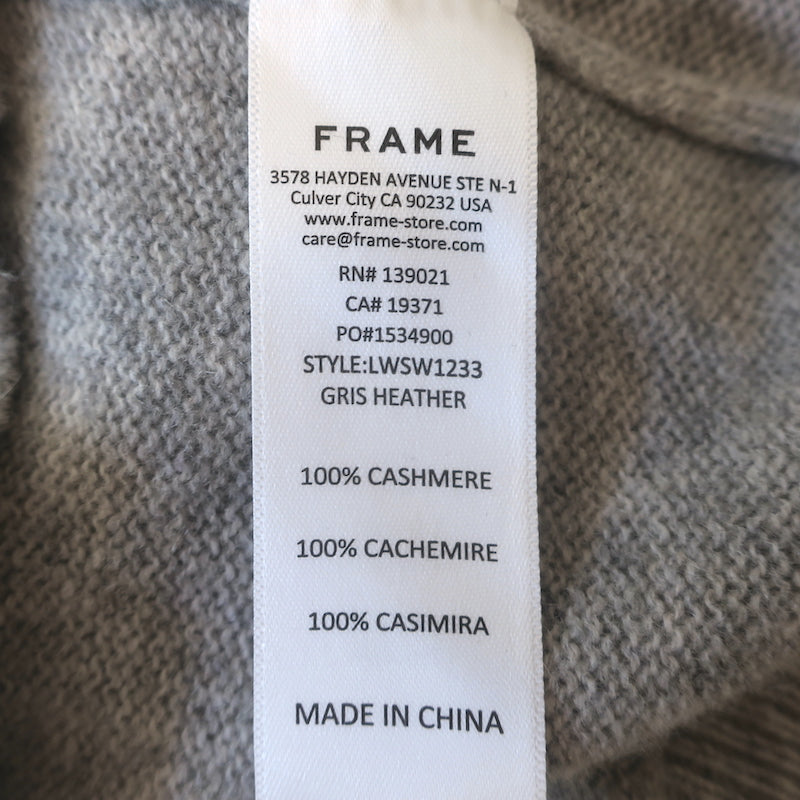 FRAME
3578 HAYDEN AVENUE STE N-1
Culver City CA 90232 USA
www.frame-store.com
care@frame-store.com
RN# 139021
CA# 19371
PO#1534900
STYLE:LWSW1233
GRIS HEATHER
100% CASHMERE
100% CACHEMIRE
100% CASIMIRA
MADE IN CHINA